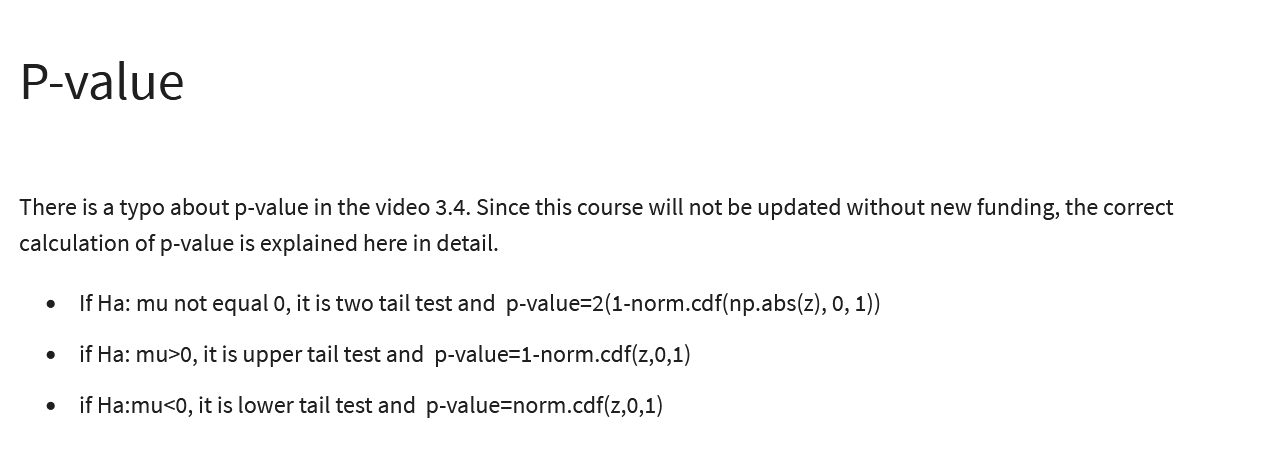 P-value
There is a typo about p-value in the video 3.4. Since this course will not be updated without new funding, the correct
calculation of p-value is explained here in detail.
• If Ha: mu not equal 0, it is two tail test and  p-value=2(1-norm.cdf(np.abs(z), 0, 1))
• if Ha: mu>0, it is upper tail test and  p-value=1-norm.cdf(z,0,1)
• if Ha:mu<0, it is lower tail test and  p-value=norm.cdf(z,0,1)